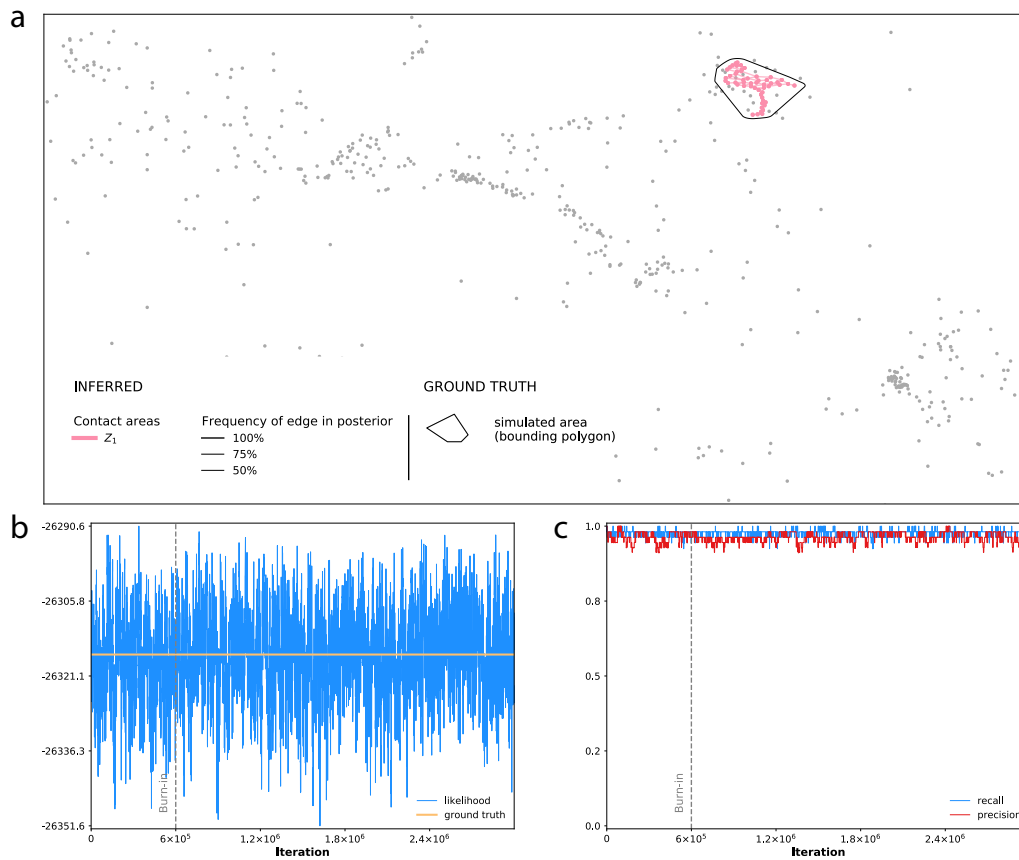 a
INFERRED
GROUND TRUTH
Contact areas
Z₁
Frequency of edge in posterior
100%
75%
50%
simulated area
(bounding polygon)
b
-26290.6
-26305.8
-26321.1
-26336.3
-26351.6
Burn-in
likelihood
ground truth
0
6×10⁵
1.2×10⁶
1.8×10⁶
2.4×10⁶
Iteration
c
1.0
0.8
0.5
0.2
0.0
Burn-in
recall
precision
0
6×10⁵
1.2×10⁶
1.8×10⁶
2.4×10⁶
Iteration